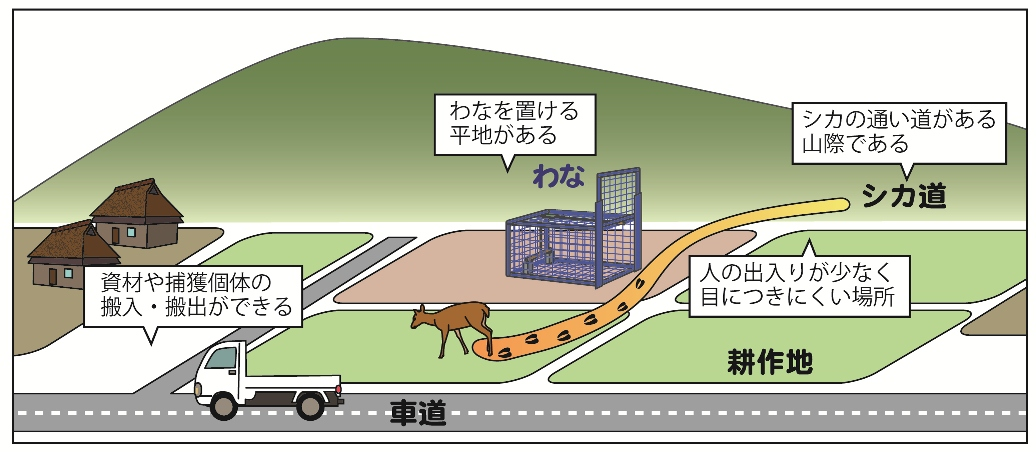 わなを置ける
平地がある
シカの通い道がある
山際である
わな
シカ道
資材や捕獲個体の
搬入・搬出ができる
人の出入りが少なく
目につきにくい場所
耕作地
車道